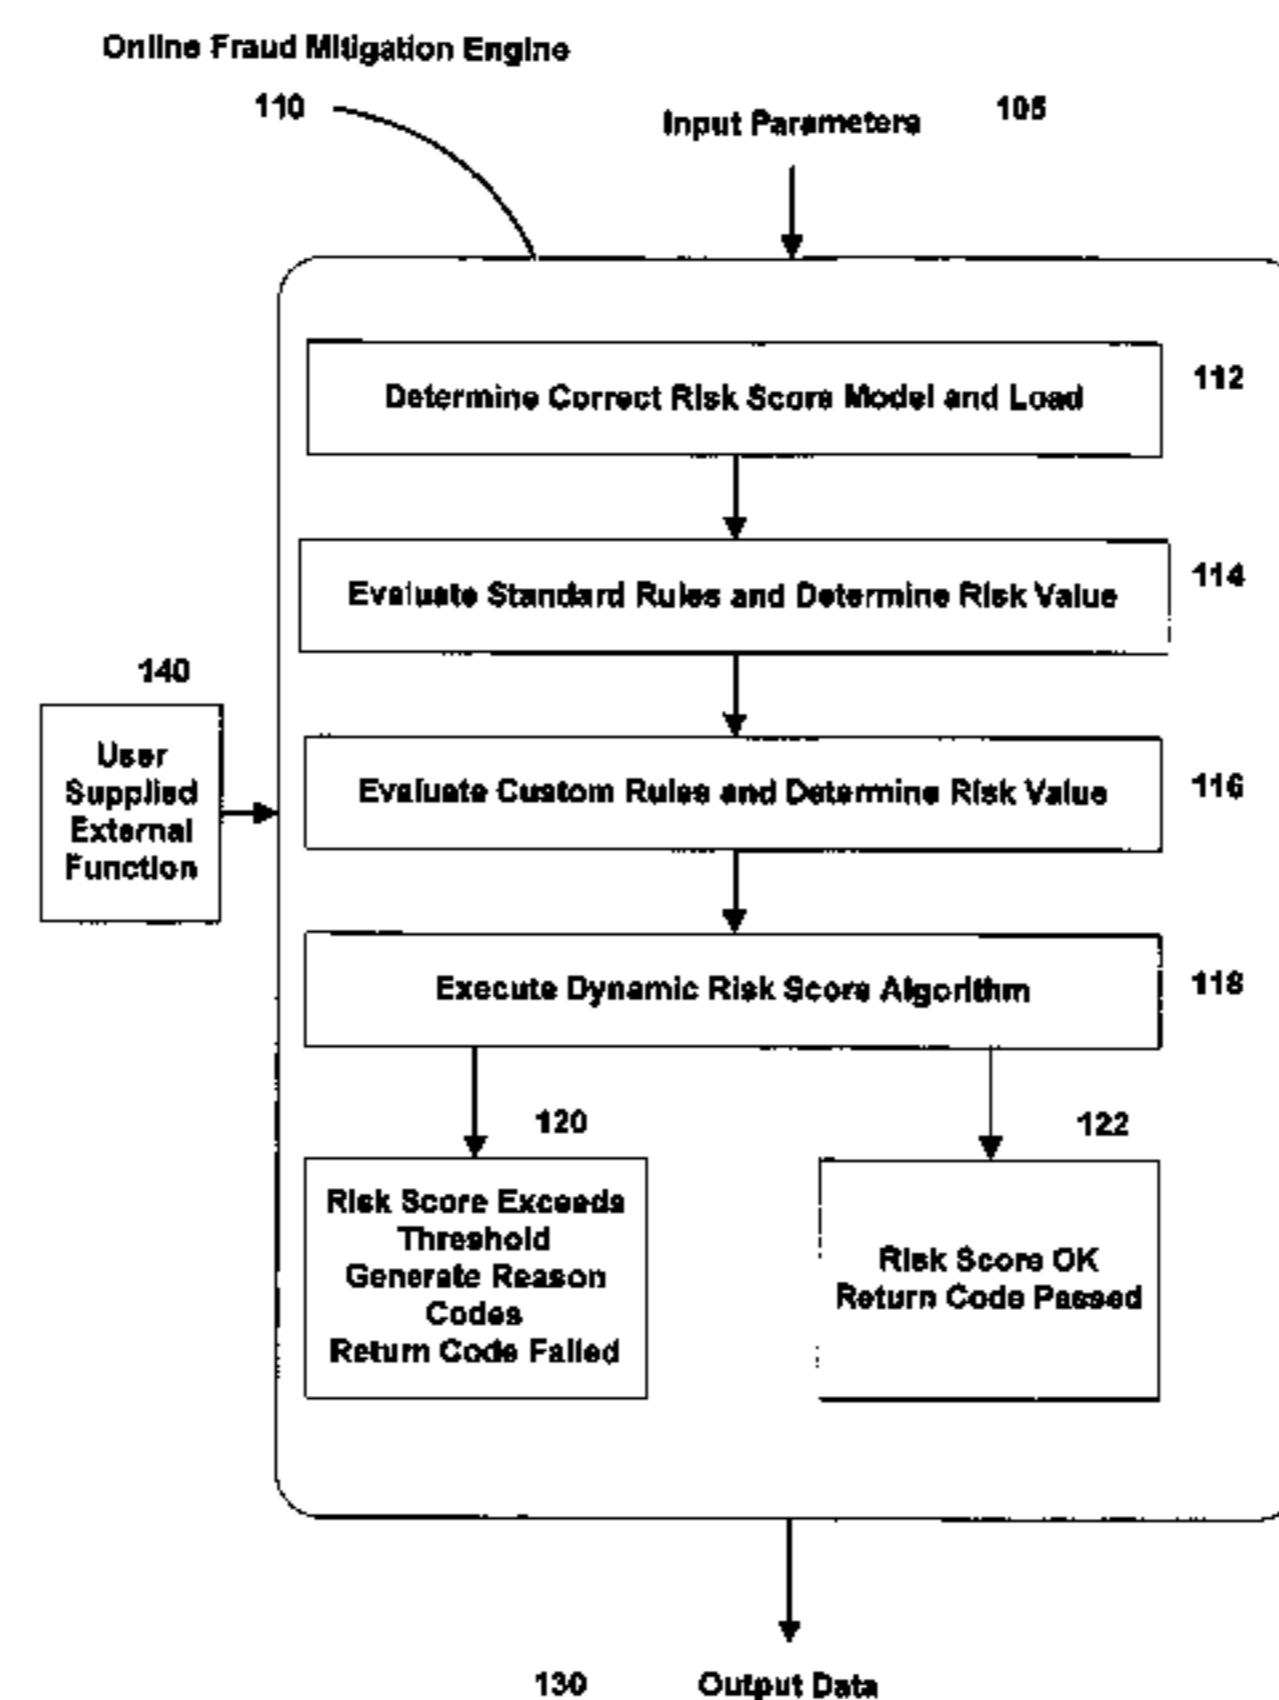 Online Fraud Mitigation Engine
110
Input Parameters
105
Determine Correct Risk Score Model and Load
112
Evaluate Standard Rules and Determine Risk Value
114
140
User
Supplied
External
Function
Evaluate Custom Rules and Determine Risk Value
116
Execute Dynamic Risk Score Algorithm
118
120
Risk Score Exceeds
Threshold
Generate Reason
Codes
Return Code Failed
122
Risk Score OK
Return Code Passed
130
Output Data